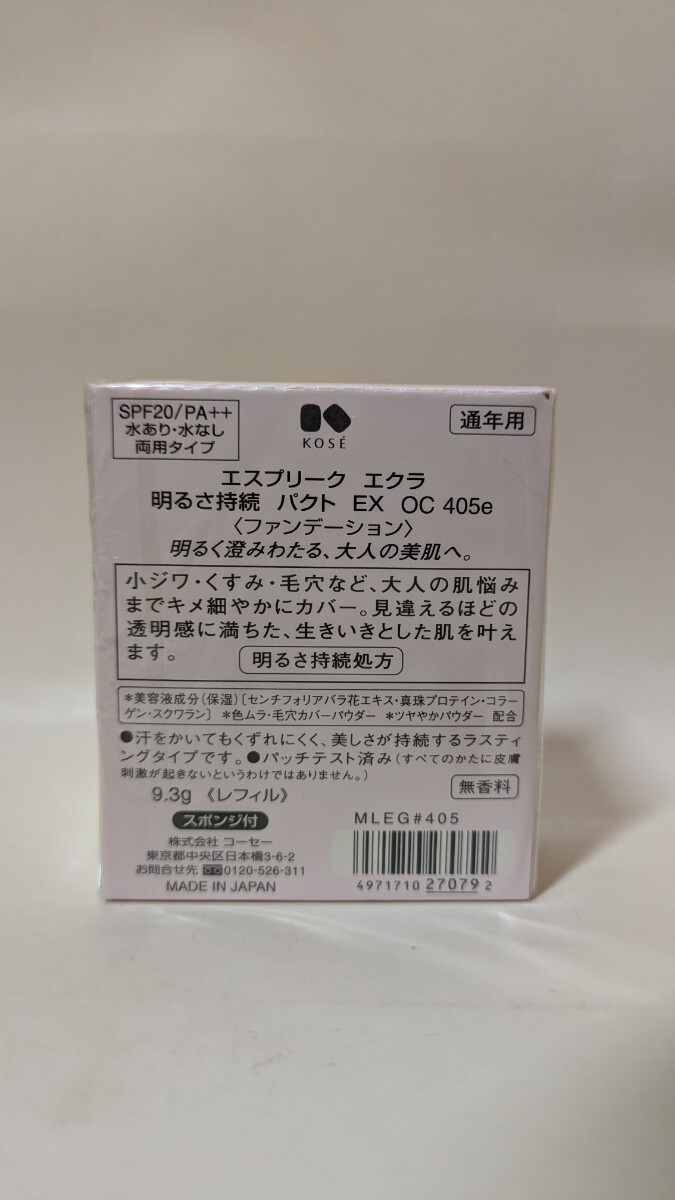 SPF20/PA++
水あり・水なし
両用タイプ
KOSÉ
通年用
エスプリーク エクラ
明るさ持続 パクト EX OC 405e
〈ファンデーション〉
明るく澄みわたる、大人の美肌へ。
小ジワ・くすみ・毛穴など、大人の肌悩み
までキメ細やかにカバー。見違えるほどの
透明感に満ちた、生きいきとした肌を叶え
ます。 明るさ持続処方
*美容液成分(保湿)[センチフォリアバラ花エキス・真珠プロテイン・コラー
ゲン・スクワラン] *色ムラ・毛穴カバーパウダー *ツヤやかパウダー 配合
●汗をかいてもくずれにくく、美しさが持続するラスティ
ングタイプです。●パッチテスト済み(すべてのかたに皮膚
刺激が起きないというわけではありません。)
無香料
9.3g 《レフィル》
スポンジ付
株式会社 コーセー
東京都中央区日本橋3-6-2
お問合せ先 0120-526-311
MADE IN JAPAN
MLEG#405
4971710 27079 2